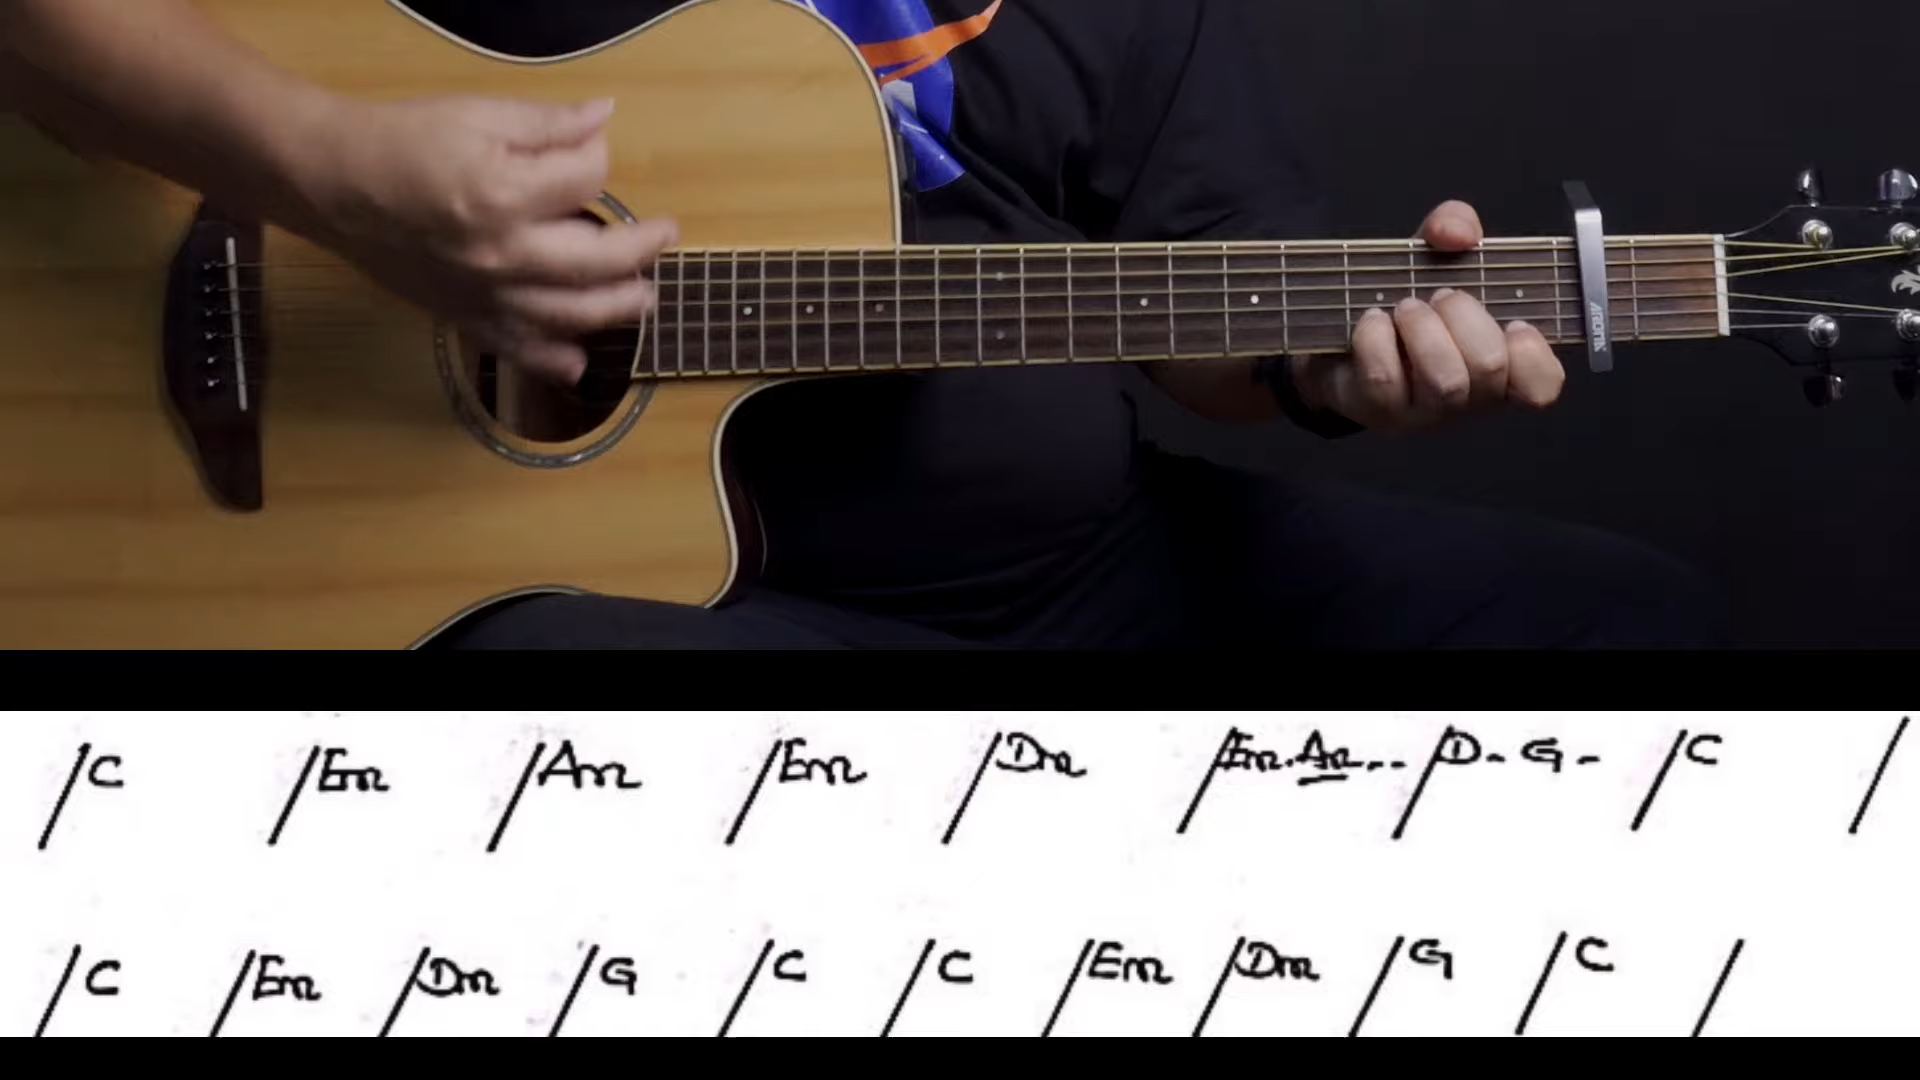 /C /Em /Am /Em /Dm /Em.Am.-- /D-G- /C /
/C /Em /Dm /G /C /C /Em /Dm /G /C /